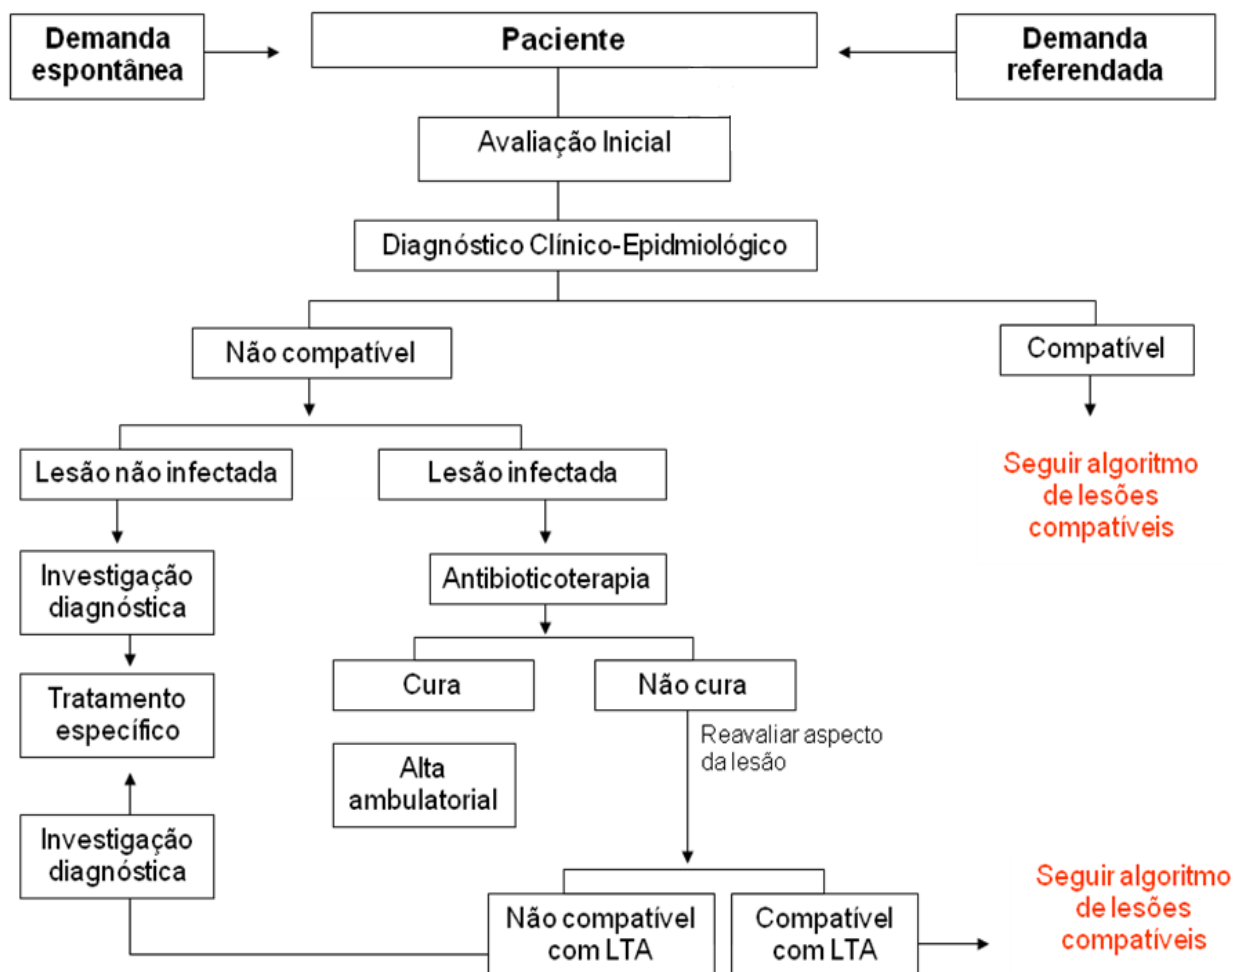 Demanda
espontânea
Paciente
Demanda
referendada
Avaliação Inicial
Diagnóstico Clínico-Epidmiológico
Não compatível
Compatível
Lesão não infectada
Lesão infectada
Seguir algoritmo
de lesões
compatíveis
Investigação
diagnóstica
Antibioticoterapia
Tratamento
específico
Cura
Não cura
Reavaliar aspecto
da lesão
Alta
ambulatorial
Investigação
diagnóstica
Não compatível
com LTA
Compatível
com LTA
Seguir algoritmo
de lesões
compatíveis